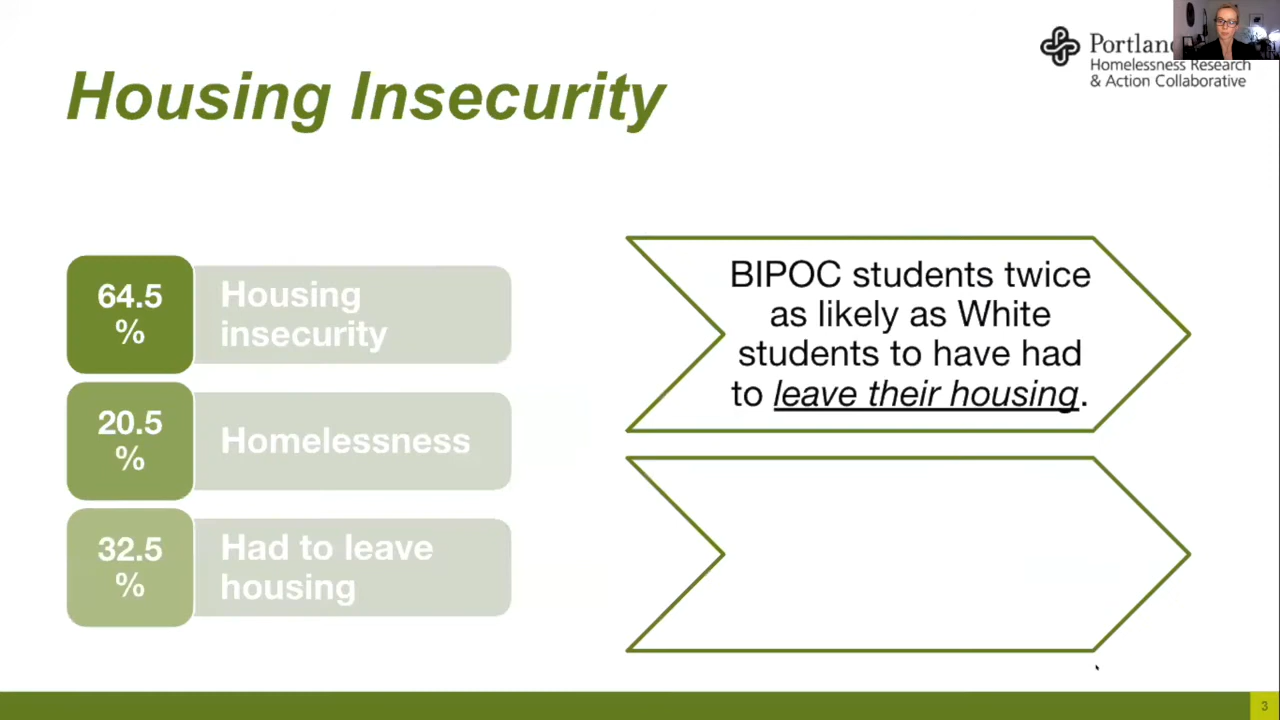 Housing Insecurity
Portlan
Homelessness Research
& Action Collaborative
64.5
%
Housing
insecurity
20.5
%
Homelessness
32.5
%
Had to leave
housing
BIPOC students twice
as likely as White
students to have had
to leave their housing.
3